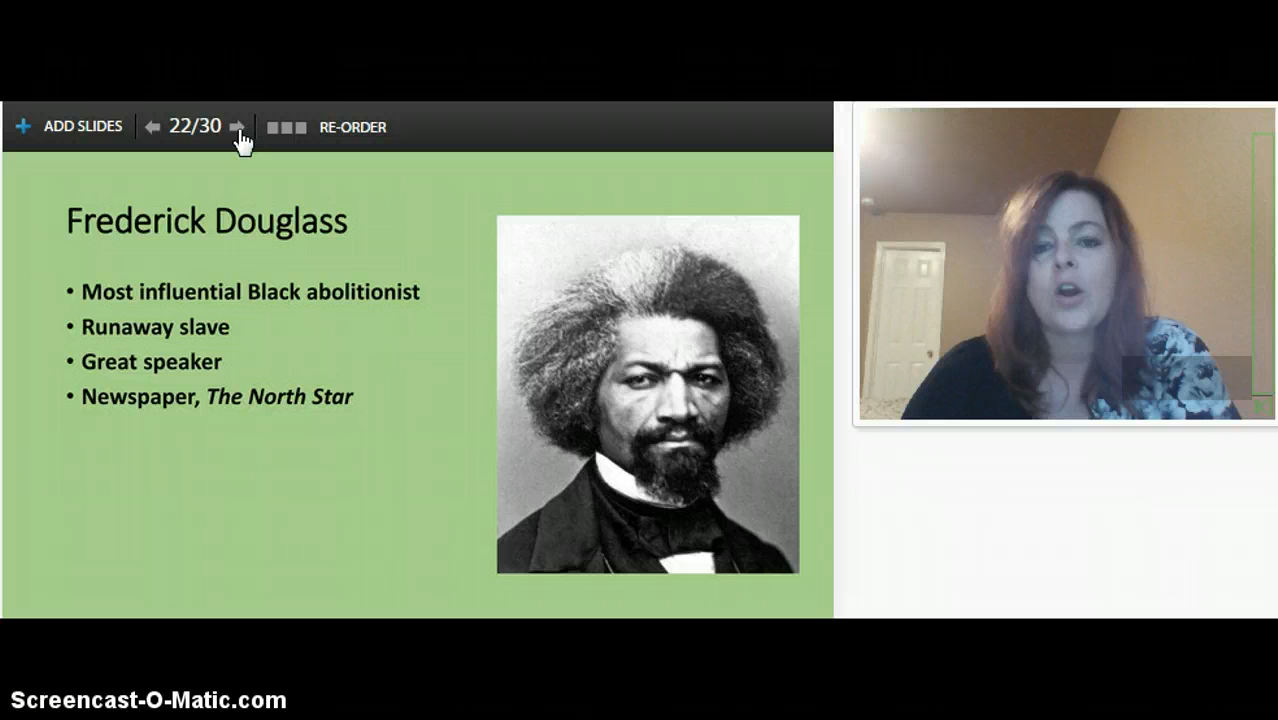 + ADD SLIDES 22/30 RE-ORDER
Frederick Douglass
• Most influential Black abolitionist
• Runaway slave
• Great speaker
• Newspaper, The North Star
Screencast-O-Matic.com